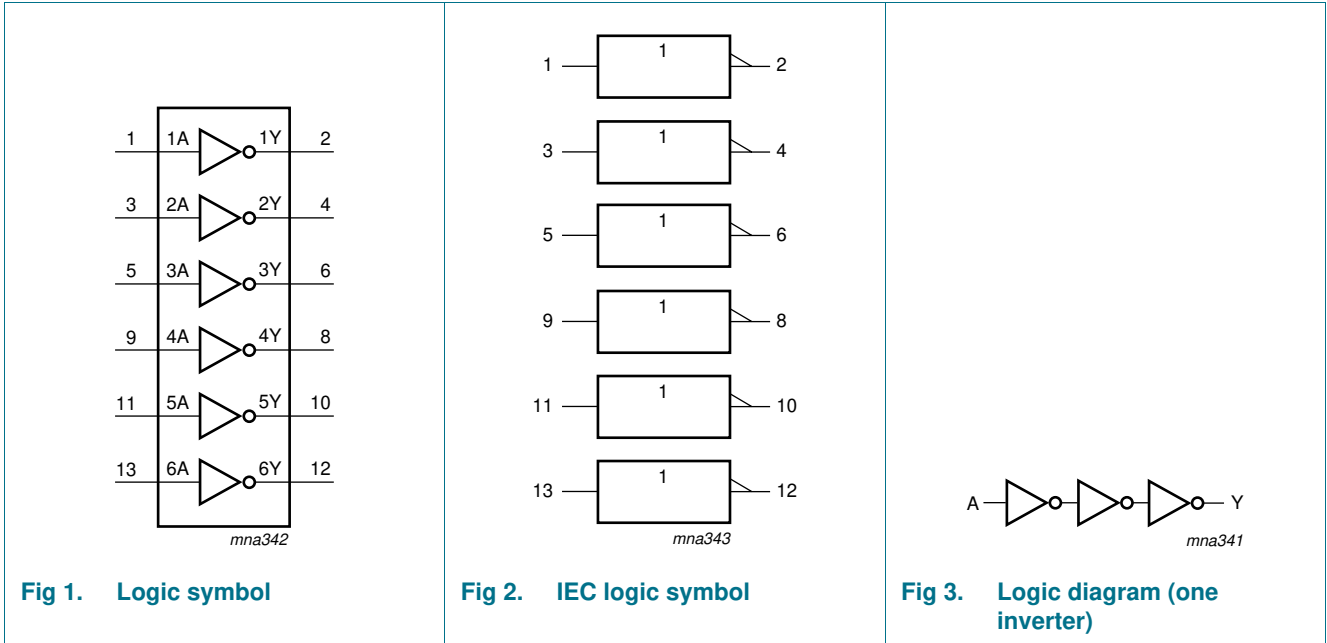 1 1A 1Y 2
3 2A 2Y 4
5 3A 3Y 6
9 4A 4Y 8
11 5A 5Y 10
13 6A 6Y 12
mna342
Fig 1. Logic symbol
1 1 2
3 1 4
5 1 6
9 1 8
11 1 10
13 1 12
mna343
Fig 2. IEC logic symbol
A Y
mna341
Fig 3. Logic diagram (one
inverter)